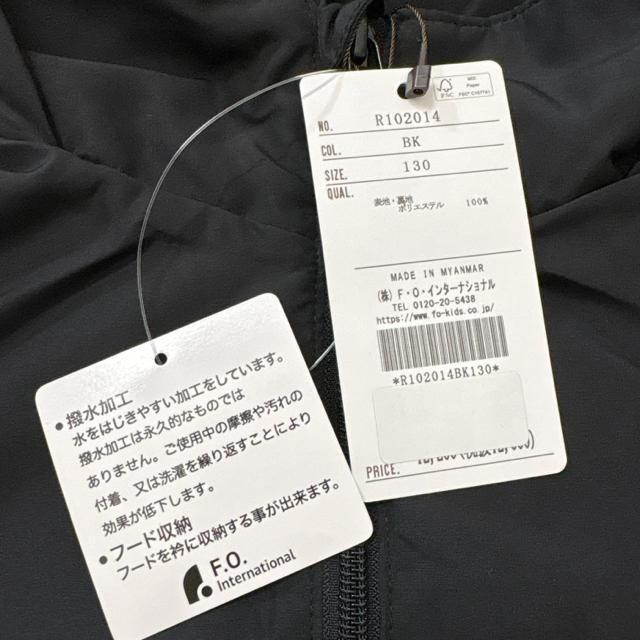 MIX
Paper
FSC
NO. R102014
COL. BK
SIZE. 130
QUAL.
表地・裏地
ポリエステル 100%
MADE IN MYANMAR
(株) F・O・インターナショナル
TEL 0120-20-5438
https://www.fo-kids.co.jp/
*R102014BK130*
PRICE.
・撥水加工
水をはじきやすい加工をしています。
撥水加工は永久的なものでは
ありません。ご使用中の摩擦や汚れの
付着、又は洗濯を繰り返すことにより
効果が低下します。
・フード収納
フードを衿に収納する事が出来ます。
F.O.
International